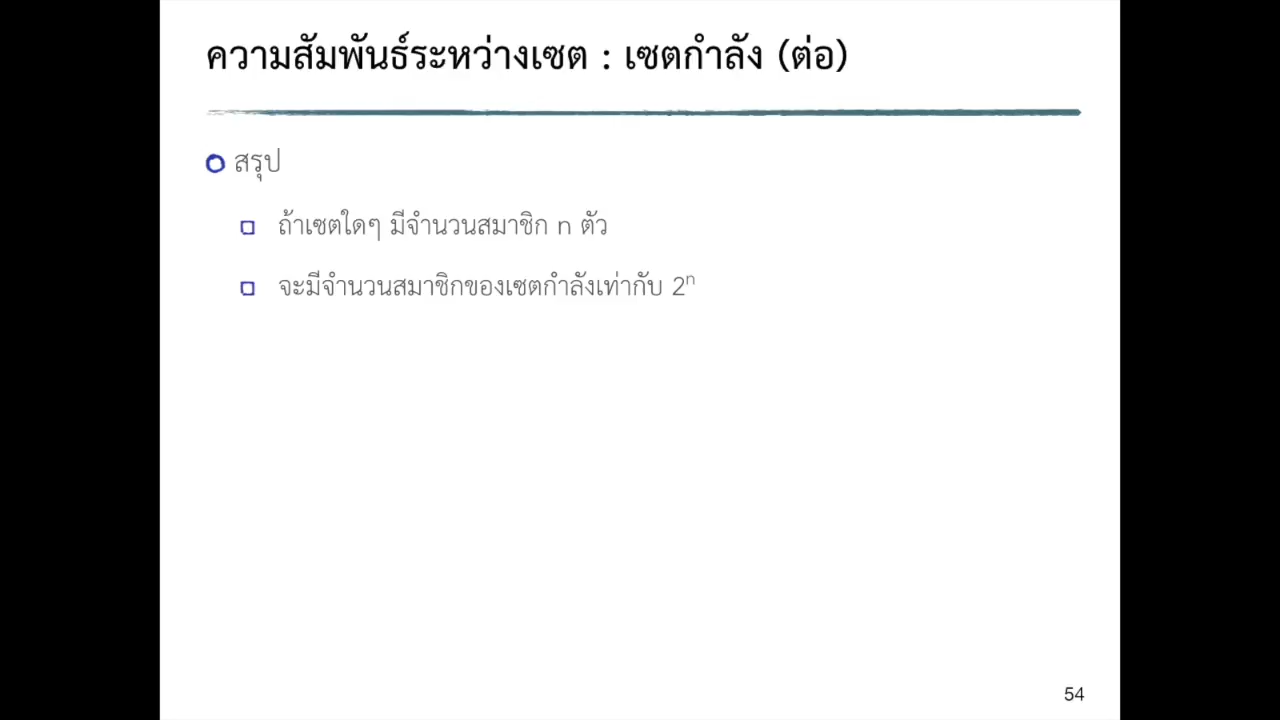 ความสัมพันธ์ระหว่างเซต : เซตกำลัง (ต่อ)
สรุป
ถ้าเซตใดๆ มีจำนวนสมาชิก n ตัว
จะมีจำนวนสมาชิกของเซตกำลังเท่ากับ 2ⁿ
54